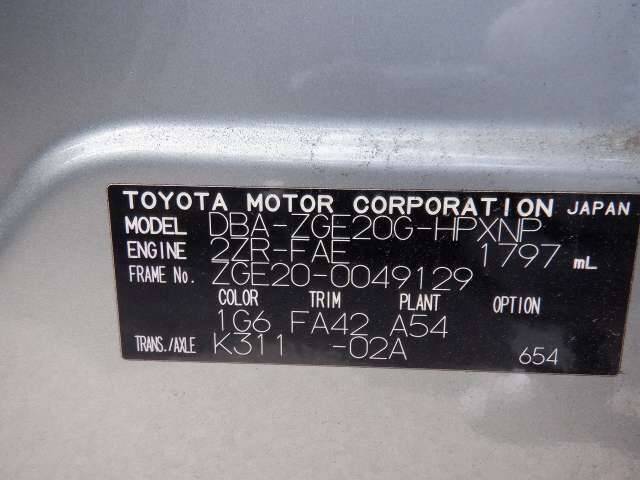 TOYOTA MOTOR CORPORATION JAPAN
MODEL DBA-ZGE20G-HPXNP
ENGINE 2ZR-FAE 1797 mL
FRAME No. ZGE20-0049129
COLOR TRIM PLANT OPTION
1G6 FA42 A54
TRANS./AXLE K311 -02A 654